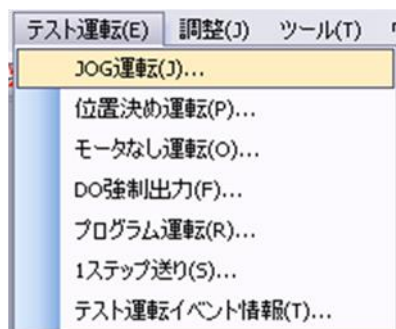 テスト運転(E) 調整(J) ツール(T)
JOG運転(J)...
位置決め運転(P)...
モータなし運転(O)...
DO強制出力(F)...
プログラム運転(R)...
1ステップ送り(S)...
テスト運転イベント情報(T)...